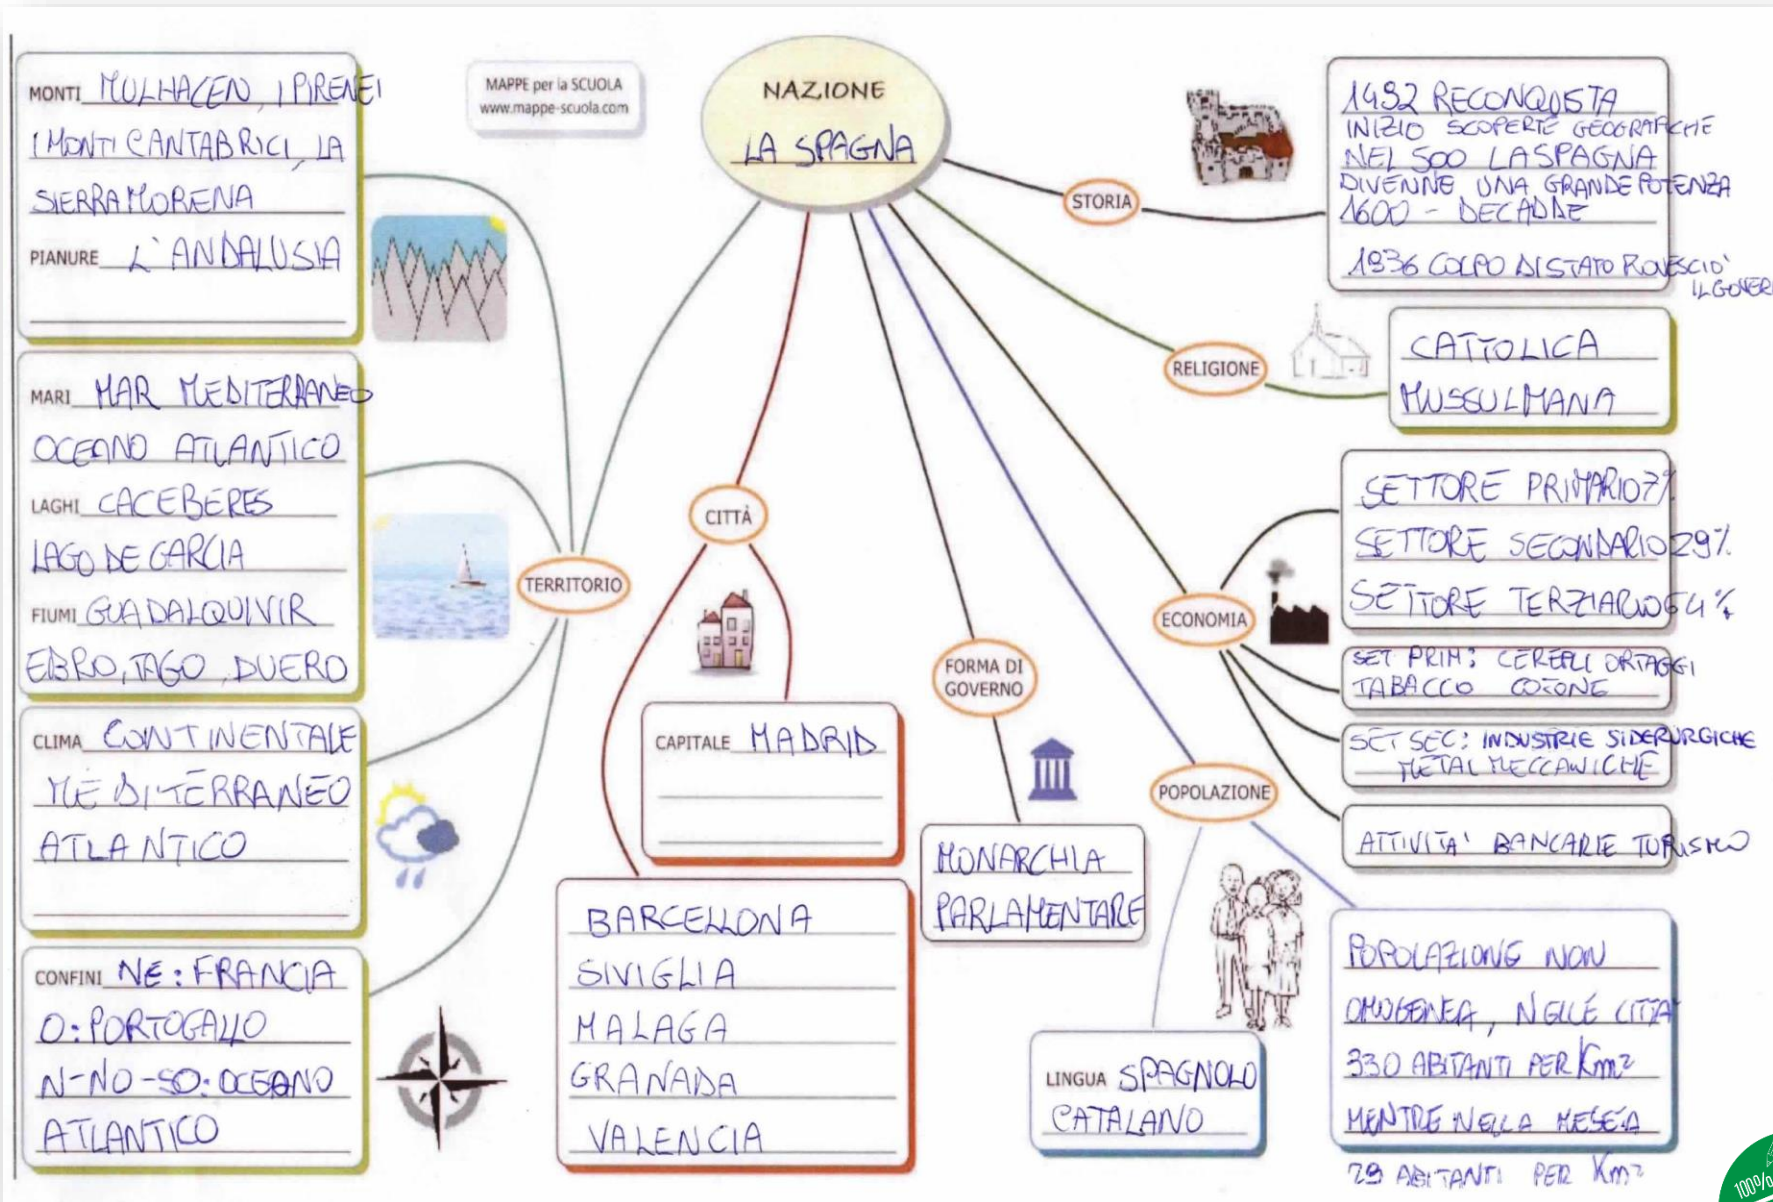 MAPPE per la SCUOLA
www.mappe-scuola.com
NAZIONE
LA SPAGNA
MONTI MULHACEN, I PIRENEI
I MONTI CANTABRICI, LA
SIERRA MORENA
PIANURE L'ANDALUSIA
MARI MAR MEDITERRANEO
OCEANO ATLANTICO
LAGHI CACEBERES
LAGO DE GARCIA
FIUMI GUADALQUIVIR
EBRO, TAGO, DUERO
CLIMA CONTINENTALE
MEDITERRANEO
ATLANTICO
CONFINI NE: FRANCIA
O: PORTOGALLO
N-NO-SO: OCEANO
ATLANTICO
TERRITORIO
CITTÀ
CAPITALE MADRID
BARCELLONA
SIVIGLIA
MALAGA
GRANADA
VALENCIA
FORMA DI
GOVERNO
MONARCHIA
PARLAMENTARE
POPOLAZIONE
LINGUA SPAGNOLO
CATALANO
POPOLAZIONE NON
OMOGENEA, NELLE CITTA'
330 ABITANTI PER Km²
MENTRE NELLA MESETA
29 ABITANTI PER Km²
ECONOMIA
SETTORE PRIMARIO 7%
SETTORE SECONDARIO 29%
SETTORE TERZIARIO 64%
SET PRIM: CEREALI ORTAGGI
TABACCO COTONE
SET SEC: INDUSTRIE SIDERURGICHE
METALMECCANICHE
ATTIVITA' BANCARIE TURISMO
RELIGIONE
CATTOLICA
MUSSULMANA
STORIA
1492 RECONQUISTA
INIZIO SCOPERTE GEOGRAFICHE
NEL 500 LA SPAGNA
DIVENNE UNA GRANDE POTENZA
1600 - DECADDE
1936 COLPO DI STATO ROVESCIO'
IL GOVER
100%